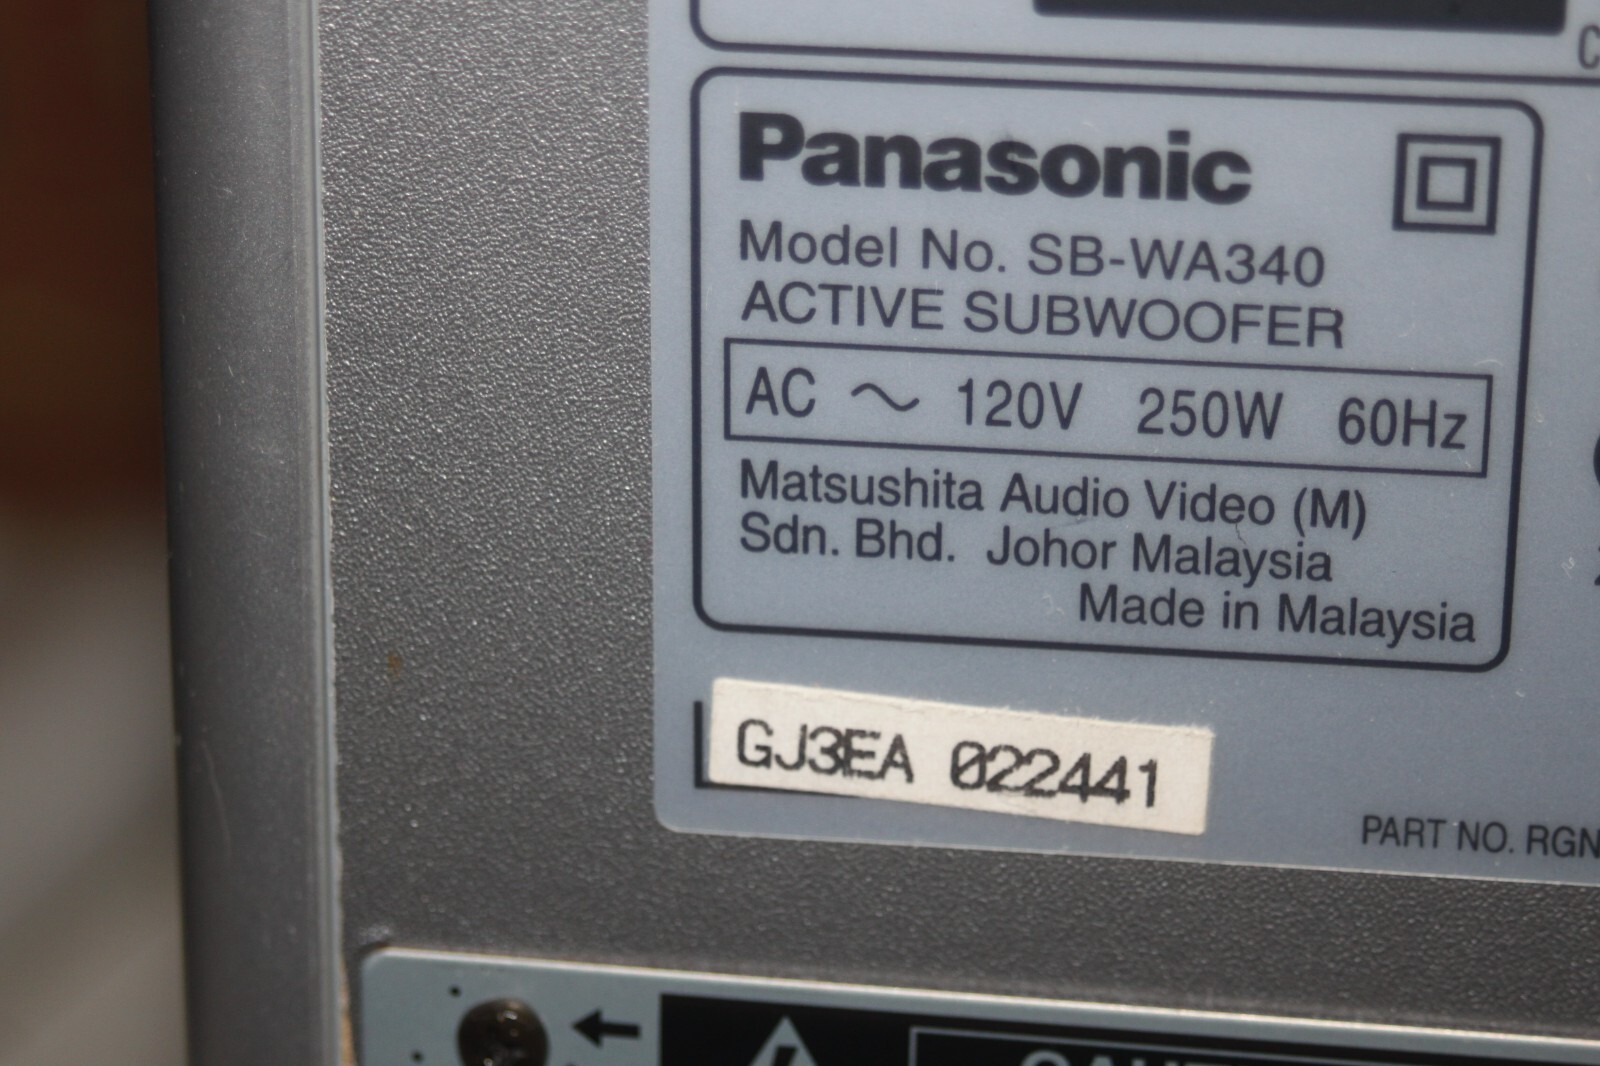 Panasonic
Model No. SB-WA340
ACTIVE SUBWOOFER
AC ~ 120V 250W 60Hz
Matsushita Audio Video (M)
Sdn. Bhd. Johor Malaysia
Made in Malaysia
GJ3EA 022441
PART NO. RGN